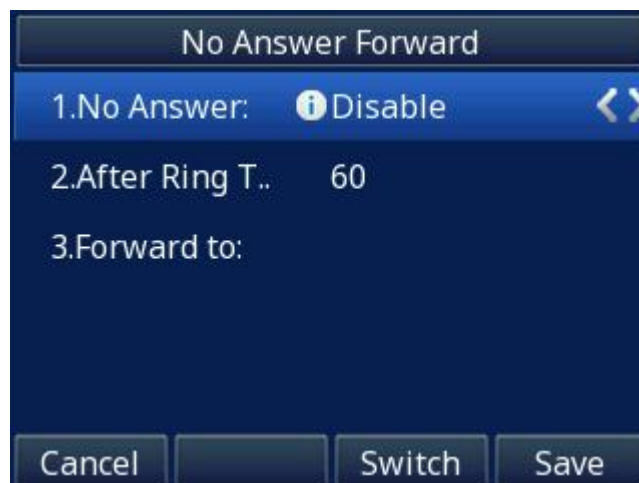 No Answer Forward
1.No Answer: Disable
2.After Ring T.. 60
3.Forward to:
Cancel Switch Save